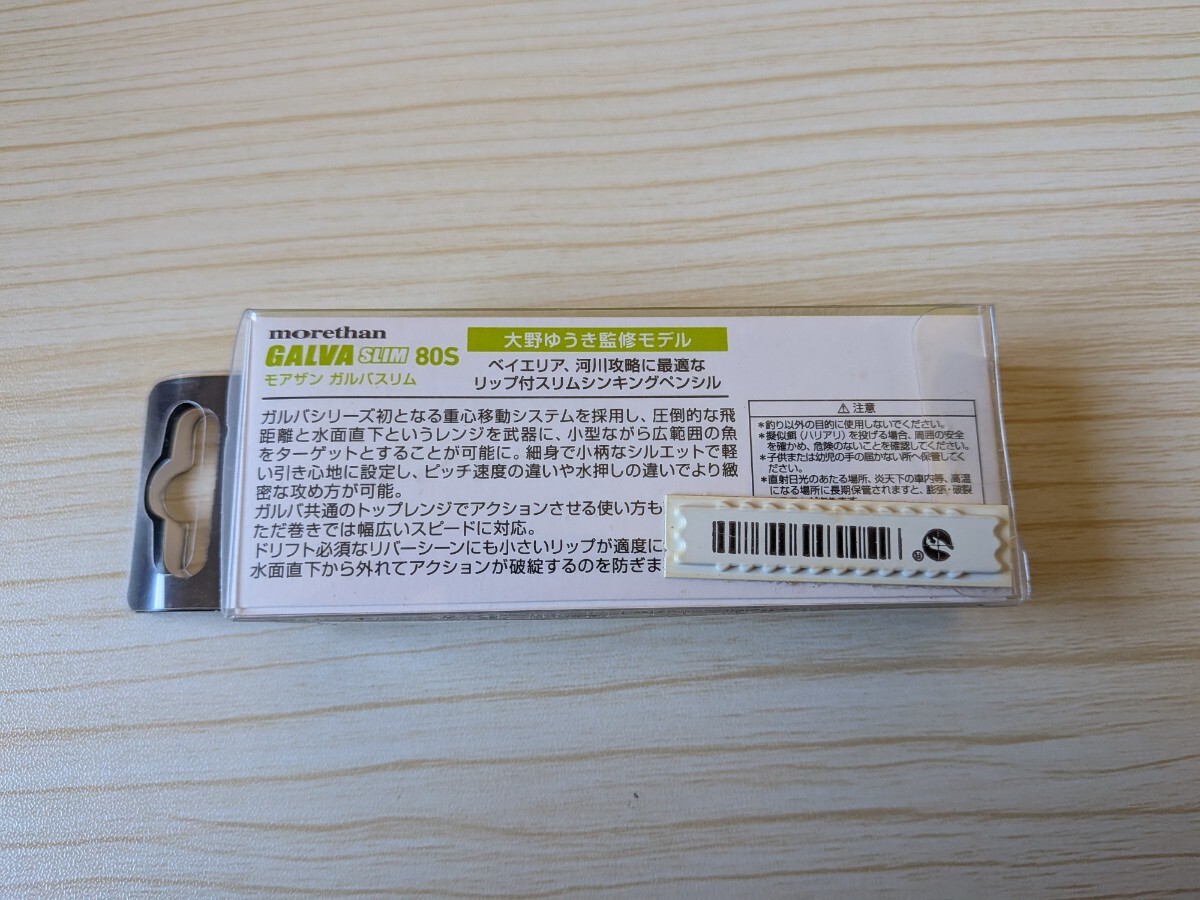 morethan
GALVA SLIM 80S
モアザン ガルバスリム
大野ゆうき監修モデル
ベイエリア、河川攻略に最適な
リップ付スリムシンキングペンシル
ガルバシリーズ初となる重心移動システムを採用し、圧倒的な飛
距離と水面直下というレンジを武器に、小型ながら広範囲の魚
をターゲットとすることが可能に。細身で小柄なシルエットで軽
い引き心地に設定し、ピッチ速度の違いや水押しの違いでより緻
密な攻め方が可能。
ガルバ共通のトップレンジでアクションさせる使い方も
ただ巻きでは幅広いスピードに対応。
ドリフト必須なリバーシーンにも小さいリップが適度に
水面直下から外れてアクションが破綻するのを防ぎま
⚠ 注意
*釣り以外の目的に使用しないでください。
*擬似餌(ハリアリ)を投げる場合、周囲の安全
を確かめ、危険のないことを確認してください。
*子供または幼児の手の届かない所へ保管してく
ださい。
*直射日光のあたる場所、炎天下の車内等、高温
になる場所に長期保管されますと、膨張・破裂